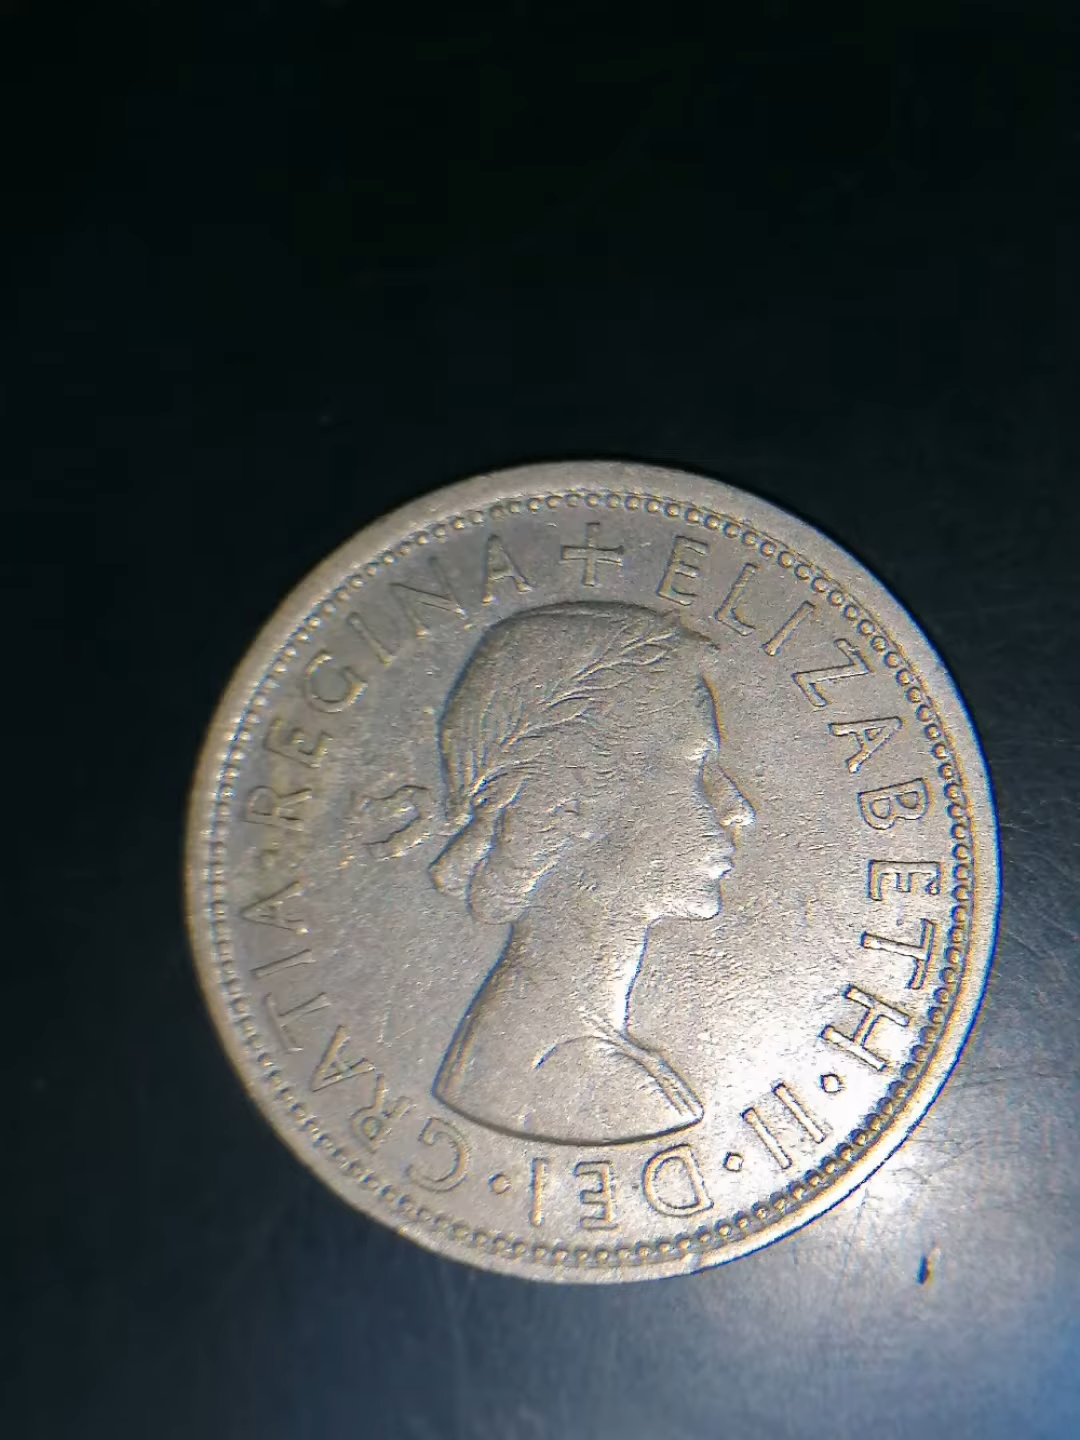 + ELIZABETH · II · DEI · GRATIA · REGINA